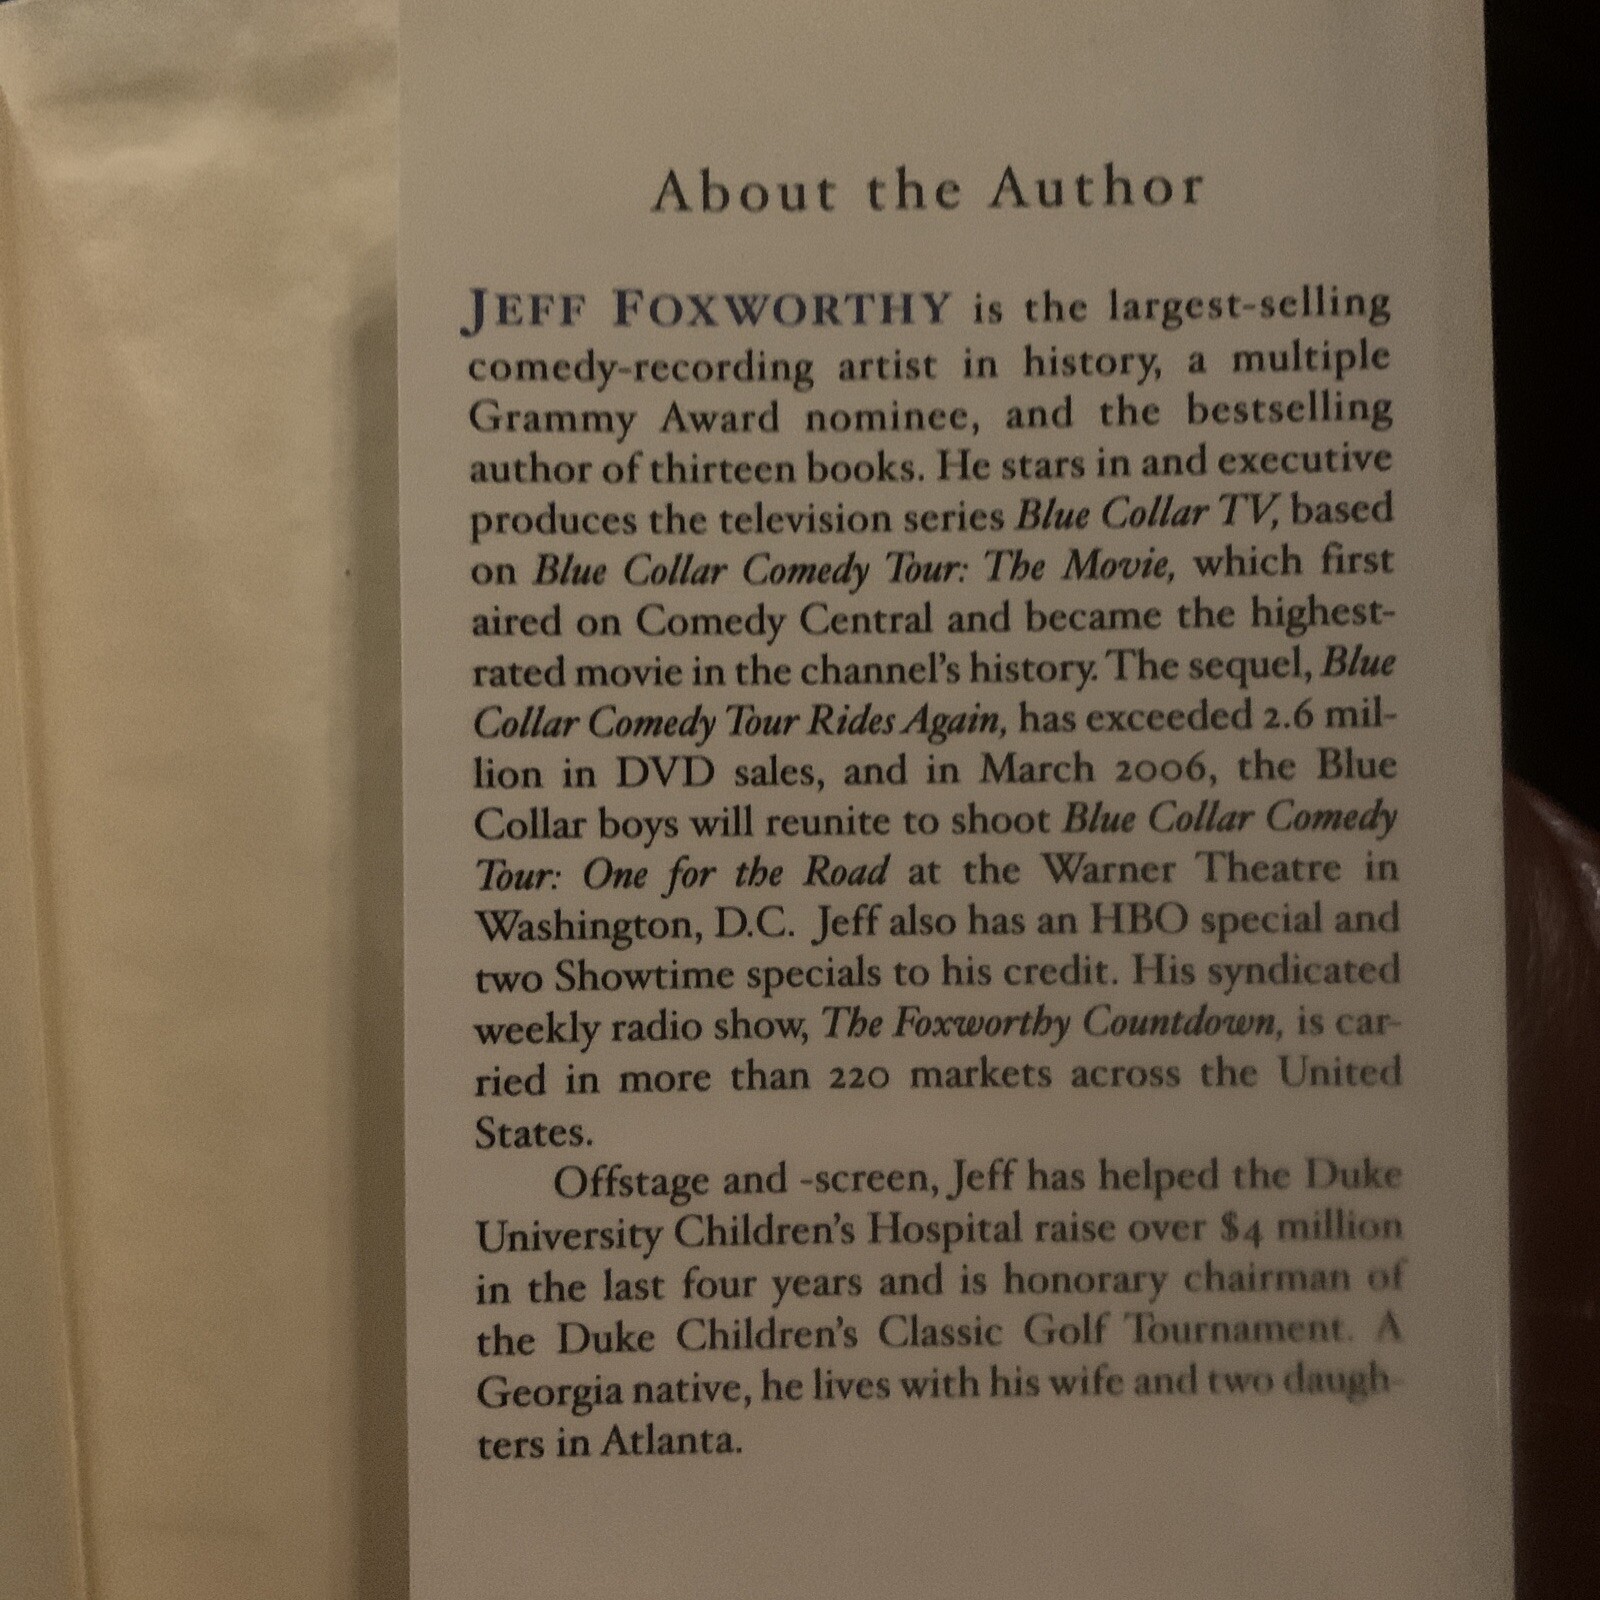 About the Author
JEFF FOXWORTHY is the largest-selling
comedy-recording artist in history, a multiple
Grammy Award nominee, and the bestselling
author of thirteen books. He stars in and executive
produces the television series Blue Collar TV, based
on Blue Collar Comedy Tour: The Movie, which first
aired on Comedy Central and became the highest-
rated movie in the channel's history. The sequel, Blue
Collar Comedy Tour Rides Again, has exceeded 2.6 mil-
lion in DVD sales, and in March 2006, the Blue
Collar boys will reunite to shoot Blue Collar Comedy
Tour: One for the Road at the Warner Theatre in
Washington, D.C. Jeff also has an HBO special and
two Showtime specials to his credit. His syndicated
weekly radio show, The Foxworthy Countdown, is car-
ried in more than 220 markets across the United
States.
Offstage and -screen, Jeff has helped the Duke
University Children's Hospital raise over $4 million
in the last four years and is honorary chairman of
the Duke Children's Classic Golf Tournament. A
Georgia native, he lives with his wife and two daugh-
ters in Atlanta.